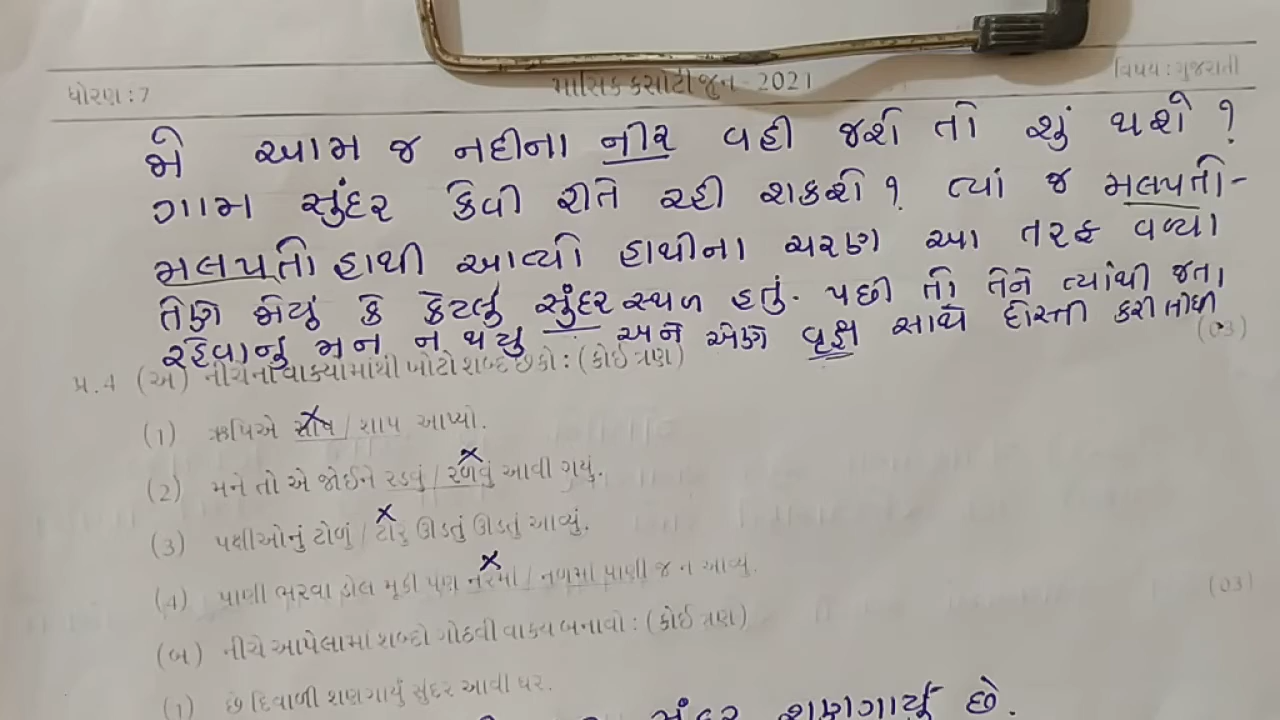 ધોરણ : 7 માસિક કસોટી જૂન - 2021 વિષય : ગુજરાતી
જો આમ જ નદીના નીર વહી જશે તો શું થશે ?
ગામ સુંદર કેવી રીતે રહી શકશે ? ત્યાં જ મલપતી-
મલપતો હાથી આવ્યો હાથીના ચરણ આ તરફ વળ્યા
તેણે જોયું કે કેટલું સુંદર સ્થળ હતું. પછી તો તેને ત્યાંથી જતા
રહેવાનું મન ન થયું અને એણે વૃક્ષ સાથે દોસ્તી કરી લીધી
(03)
પ્ર.4 (અ) નીચેના વાક્યોમાંથી ખોટો શબ્દ છેકો : (કોઈ ત્રણ)
(1) ઋષિએ સાપ / શાપ આપ્યો.
(2) મને તો એ જોઈને રડવું / રળવું આવી ગયું.
(3) પક્ષીઓનું ટોળું / ટોરુ ઊડતું ઊડતું આવ્યું.
(4) પાણી ભરવા ડોલ મૂકી પણ નરમાં / નળમાં પાણી જ ન આવ્યું.
(બ) નીચે આપેલામાં શબ્દો ગોઠવી વાક્ય બનાવો : (કોઈ ત્રણ) (03)
(1) છે દિવાળી શણગાર્યું સુંદર આવી ઘર.
સુંદર શણગાર્યું છે.